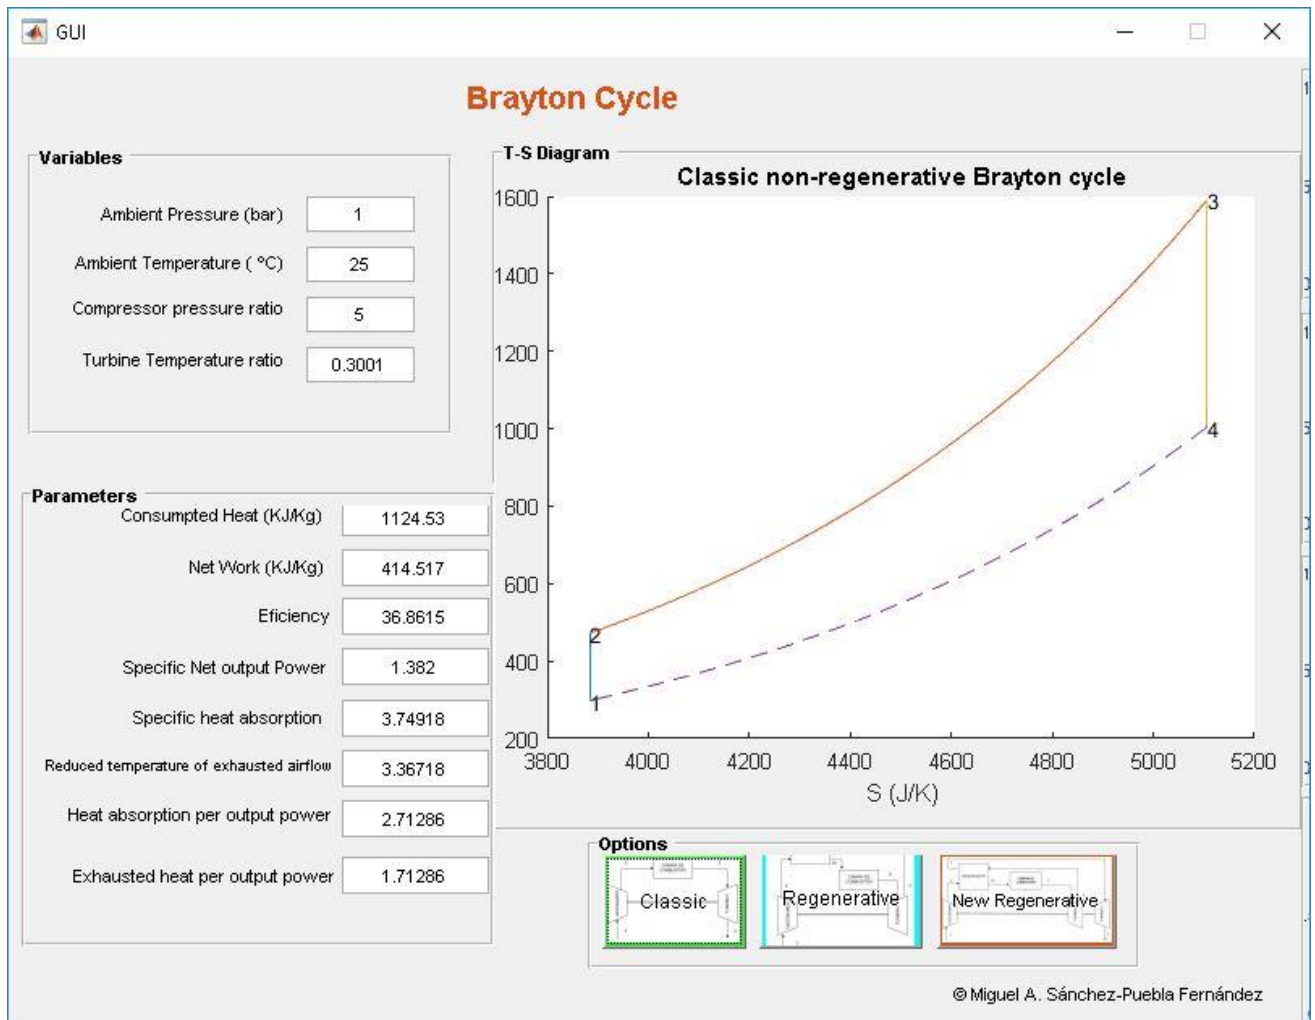 GUI
Brayton Cycle
Variables
Ambient Pressure (bar) 1
Ambient Temperature ( ºC) 25
Compressor pressure ratio 5
Turbine Temperature ratio 0.3001
Parameters
Consumpted Heat (KJ/Kg) 1124.53
Net Work (KJ/Kg) 414.517
Eficiency 36.8615
Specific Net output Power 1.382
Specific heat absorption 3.74918
Reduced temperature of exhausted airflow 3.36718
Heat absorption per output power 2.71286
Exhausted heat per output power 1.71286
T-S Diagram
Classic non-regenerative Brayton cycle
1600
1400
1200
1000
800
600
400
200
3
4
2
1
3800 4000 4200 4400 4600 4800 5000 5200
S (J/K)
Options
Classic Regenerative New Regenerative
© Miguel A. Sánchez-Puebla Fernández